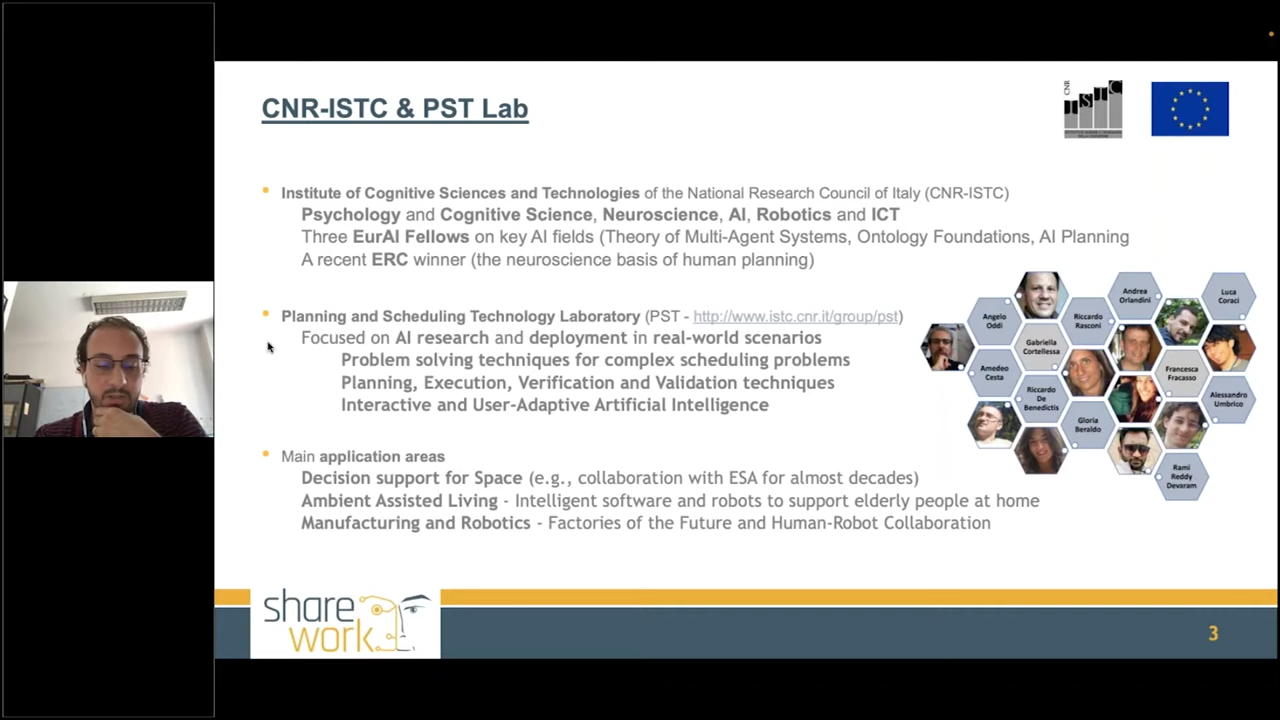 CNR-ISTC & PST Lab
CNR
ISTC
Institute of Cognitive Sciences and Technologies of the National Research Council of Italy (CNR-ISTC)
Psychology and Cognitive Science, Neuroscience, AI, Robotics and ICT
Three EurAI Fellows on key AI fields (Theory of Multi-Agent Systems, Ontology Foundations, AI Planning
A recent ERC winner (the neuroscience basis of human planning)
Planning and Scheduling Technology Laboratory (PST - http://www.istc.cnr.it/group/pst)
Focused on AI research and deployment in real-world scenarios
Problem solving techniques for complex scheduling problems
Planning, Execution, Verification and Validation techniques
Interactive and User-Adaptive Artificial Intelligence
Main application areas
Decision support for Space (e.g., collaboration with ESA for almost decades)
Ambient Assisted Living - Intelligent software and robots to support elderly people at home
Manufacturing and Robotics - Factories of the Future and Human-Robot Collaboration
Andrea
Orlandini
Luca
Coraci
Angelo
Oddi
Riccardo
Rasconi
Gabriella
Cortellessa
Amedeo
Cesta
Francesca
Fracasso
Riccardo
De
Benedictis
Alessandro
Umbrico
Gloria
Beraldo
Rami
Reddy
Devaram
share
work
3